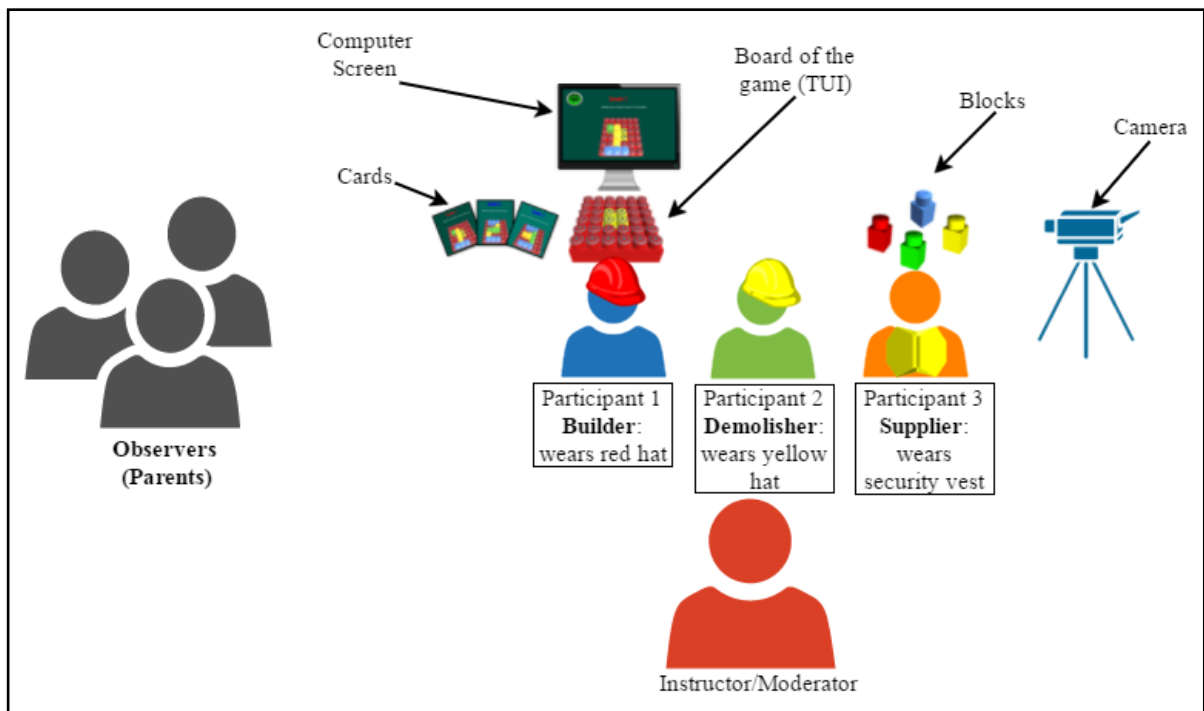 Computer
Screen
Board of the
game (TUI)
Blocks
Camera
Cards
Participant 1
Builder:
wears red hat
Participant 2
Demolisher:
wears yellow
hat
Participant 3
Supplier:
wears
security vest
Observers
(Parents)
Instructor/Moderator